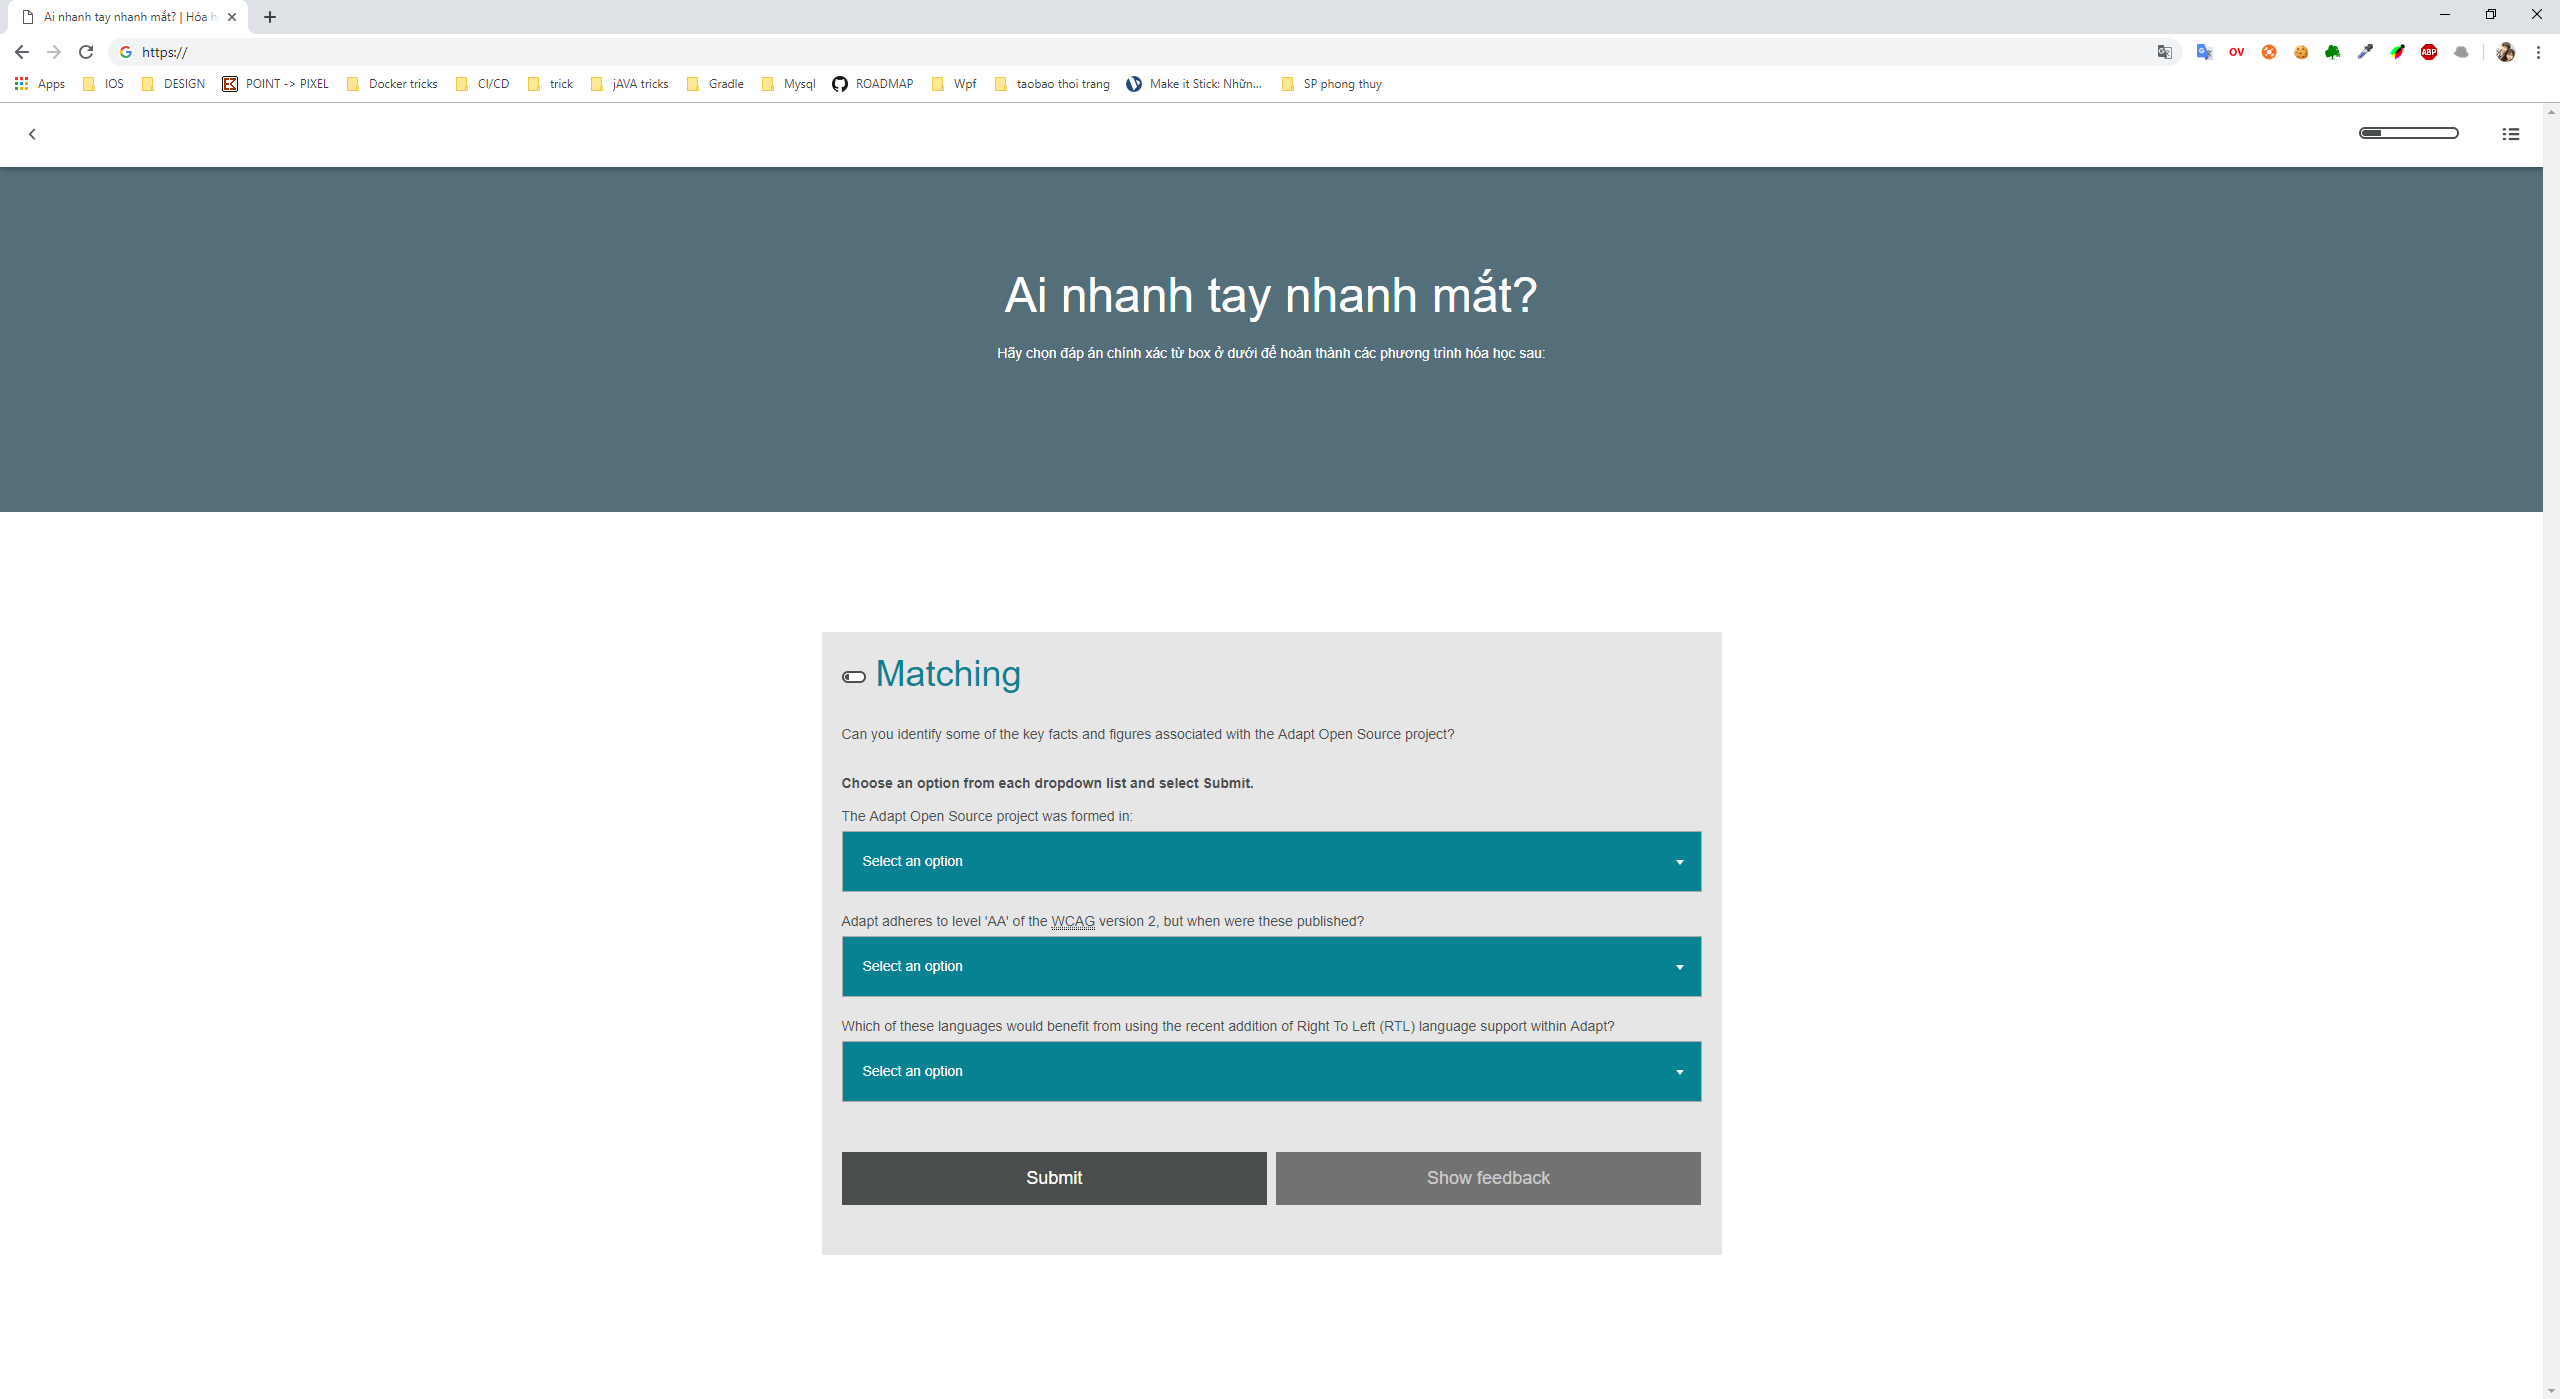 Ai nhanh tay nhanh mắt? | Hóa h
https://
OV
ABP
Apps IOS DESIGN POINT -> PIXEL Docker tricks CI/CD trick jAVA tricks Gradle Mysql ROADMAP Wpf taobao thoi trang Make it Stick: Nhữn... SP phong thuy
Ai nhanh tay nhanh mắt?
Hãy chọn đáp án chính xác từ box ở dưới để hoàn thành các phương trình hóa học sau:
Matching
Can you identify some of the key facts and figures associated with the Adapt Open Source project?
Choose an option from each dropdown list and select Submit.
The Adapt Open Source project was formed in:
Select an option
Adapt adheres to level 'AA' of the WCAG version 2, but when were these published?
Select an option
Which of these languages would benefit from using the recent addition of Right To Left (RTL) language support within Adapt?
Select an option
Submit Show feedback